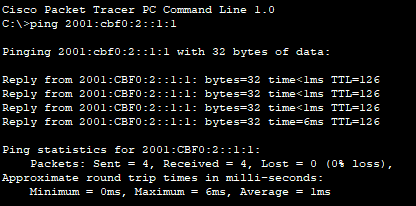 Cisco Packet Tracer PC Command Line 1.0
C:\>ping 2001:cbf0:2::1:1
Pinging 2001:cbf0:2::1:1 with 32 bytes of data:
Reply from 2001:CBF0:2::1:1: bytes=32 time<1ms TTL=126
Reply from 2001:CBF0:2::1:1: bytes=32 time<1ms TTL=126
Reply from 2001:CBF0:2::1:1: bytes=32 time<1ms TTL=126
Reply from 2001:CBF0:2::1:1: bytes=32 time=6ms TTL=126
Ping statistics for 2001:CBF0:2::1:1:
Packets: Sent = 4, Received = 4, Lost = 0 (0% loss),
Approximate round trip times in milli-seconds:
Minimum = 0ms, Maximum = 6ms, Average = 1ms